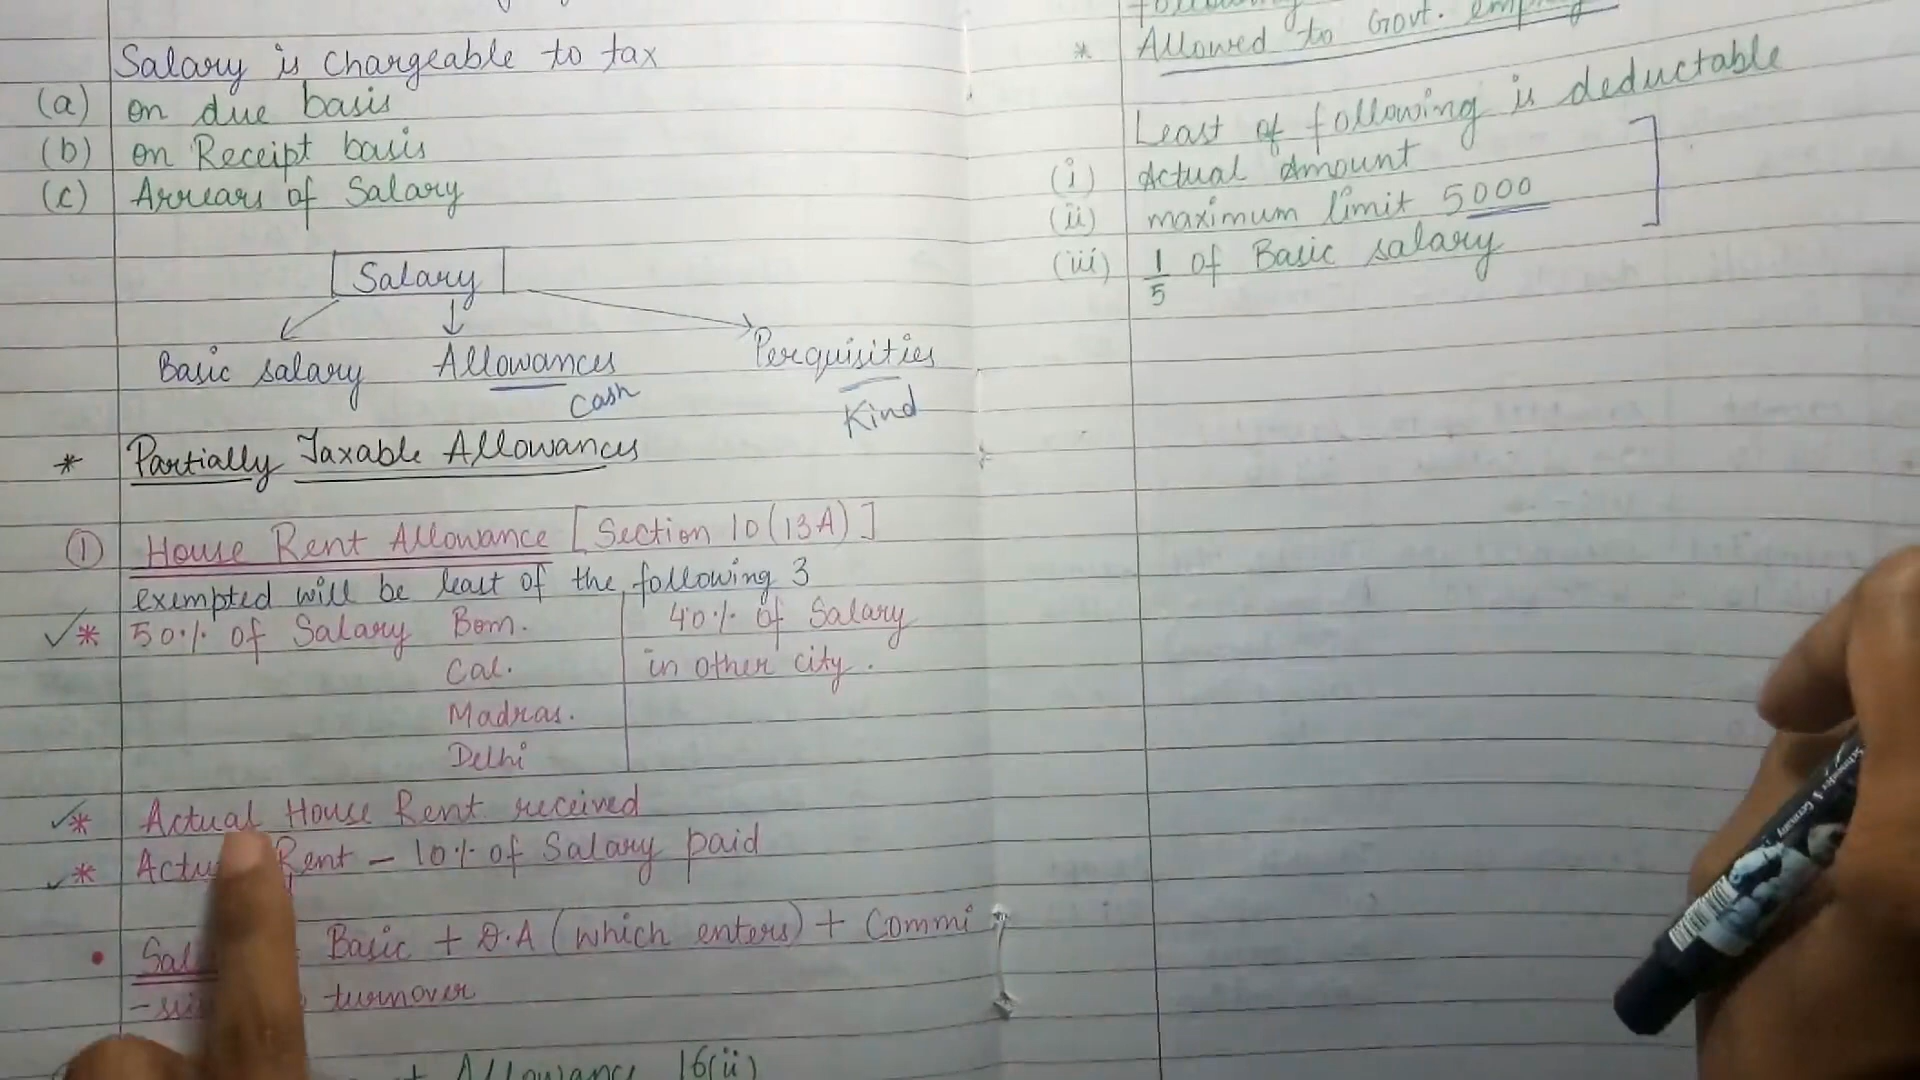 Salary is chargeable to tax
(a) on due basis
(b) on Receipt basis
(c) Arrears of Salary
Salary
Basic salary Allowances Perquisities
cash Kind
* Partially Taxable Allowances
① House Rent Allowance [Section 10(13A)]
exempted will be least of the following 3
✓* 50% of Salary Bom. 40% of Salary
Cal. in other city.
Madras.
Delhi
✓* Actual House Rent received
✓* Rent - 10% of Salary paid
• Basic + D.A (which enters) + Commi
turnover
Allowance 16(ii)
* Allowed to Govt.
Least of following is deductable
(i) Actual Amount
(ii) maximum limit 5000
(iii) 1/5 of Basic salary